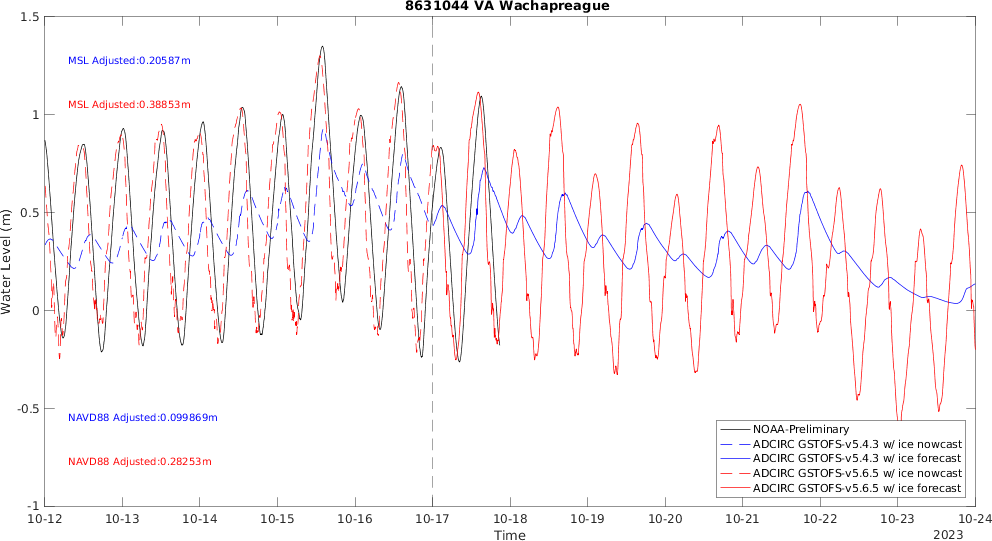 8631044 VA Wachapreague
1.5
MSL Adjusted:0.20587m
MSL Adjusted:0.38853m
1
0.5
Water Level (m)
0
-0.5
NAVD88 Adjusted:0.099869m
NAVD88 Adjusted:0.28253m
NOAA-Preliminary
ADCIRC GSTOFS-v5.4.3 w/ ice nowcast
ADCIRC GSTOFS-v5.4.3 w/ ice forecast
ADCIRC GSTOFS-v5.6.5 w/ ice nowcast
ADCIRC GSTOFS-v5.6.5 w/ ice forecast
-1
10-12 10-13 10-14 10-15 10-16 10-17 10-18 10-19 10-20 10-21 10-22 10-23 10-24
Time
2023